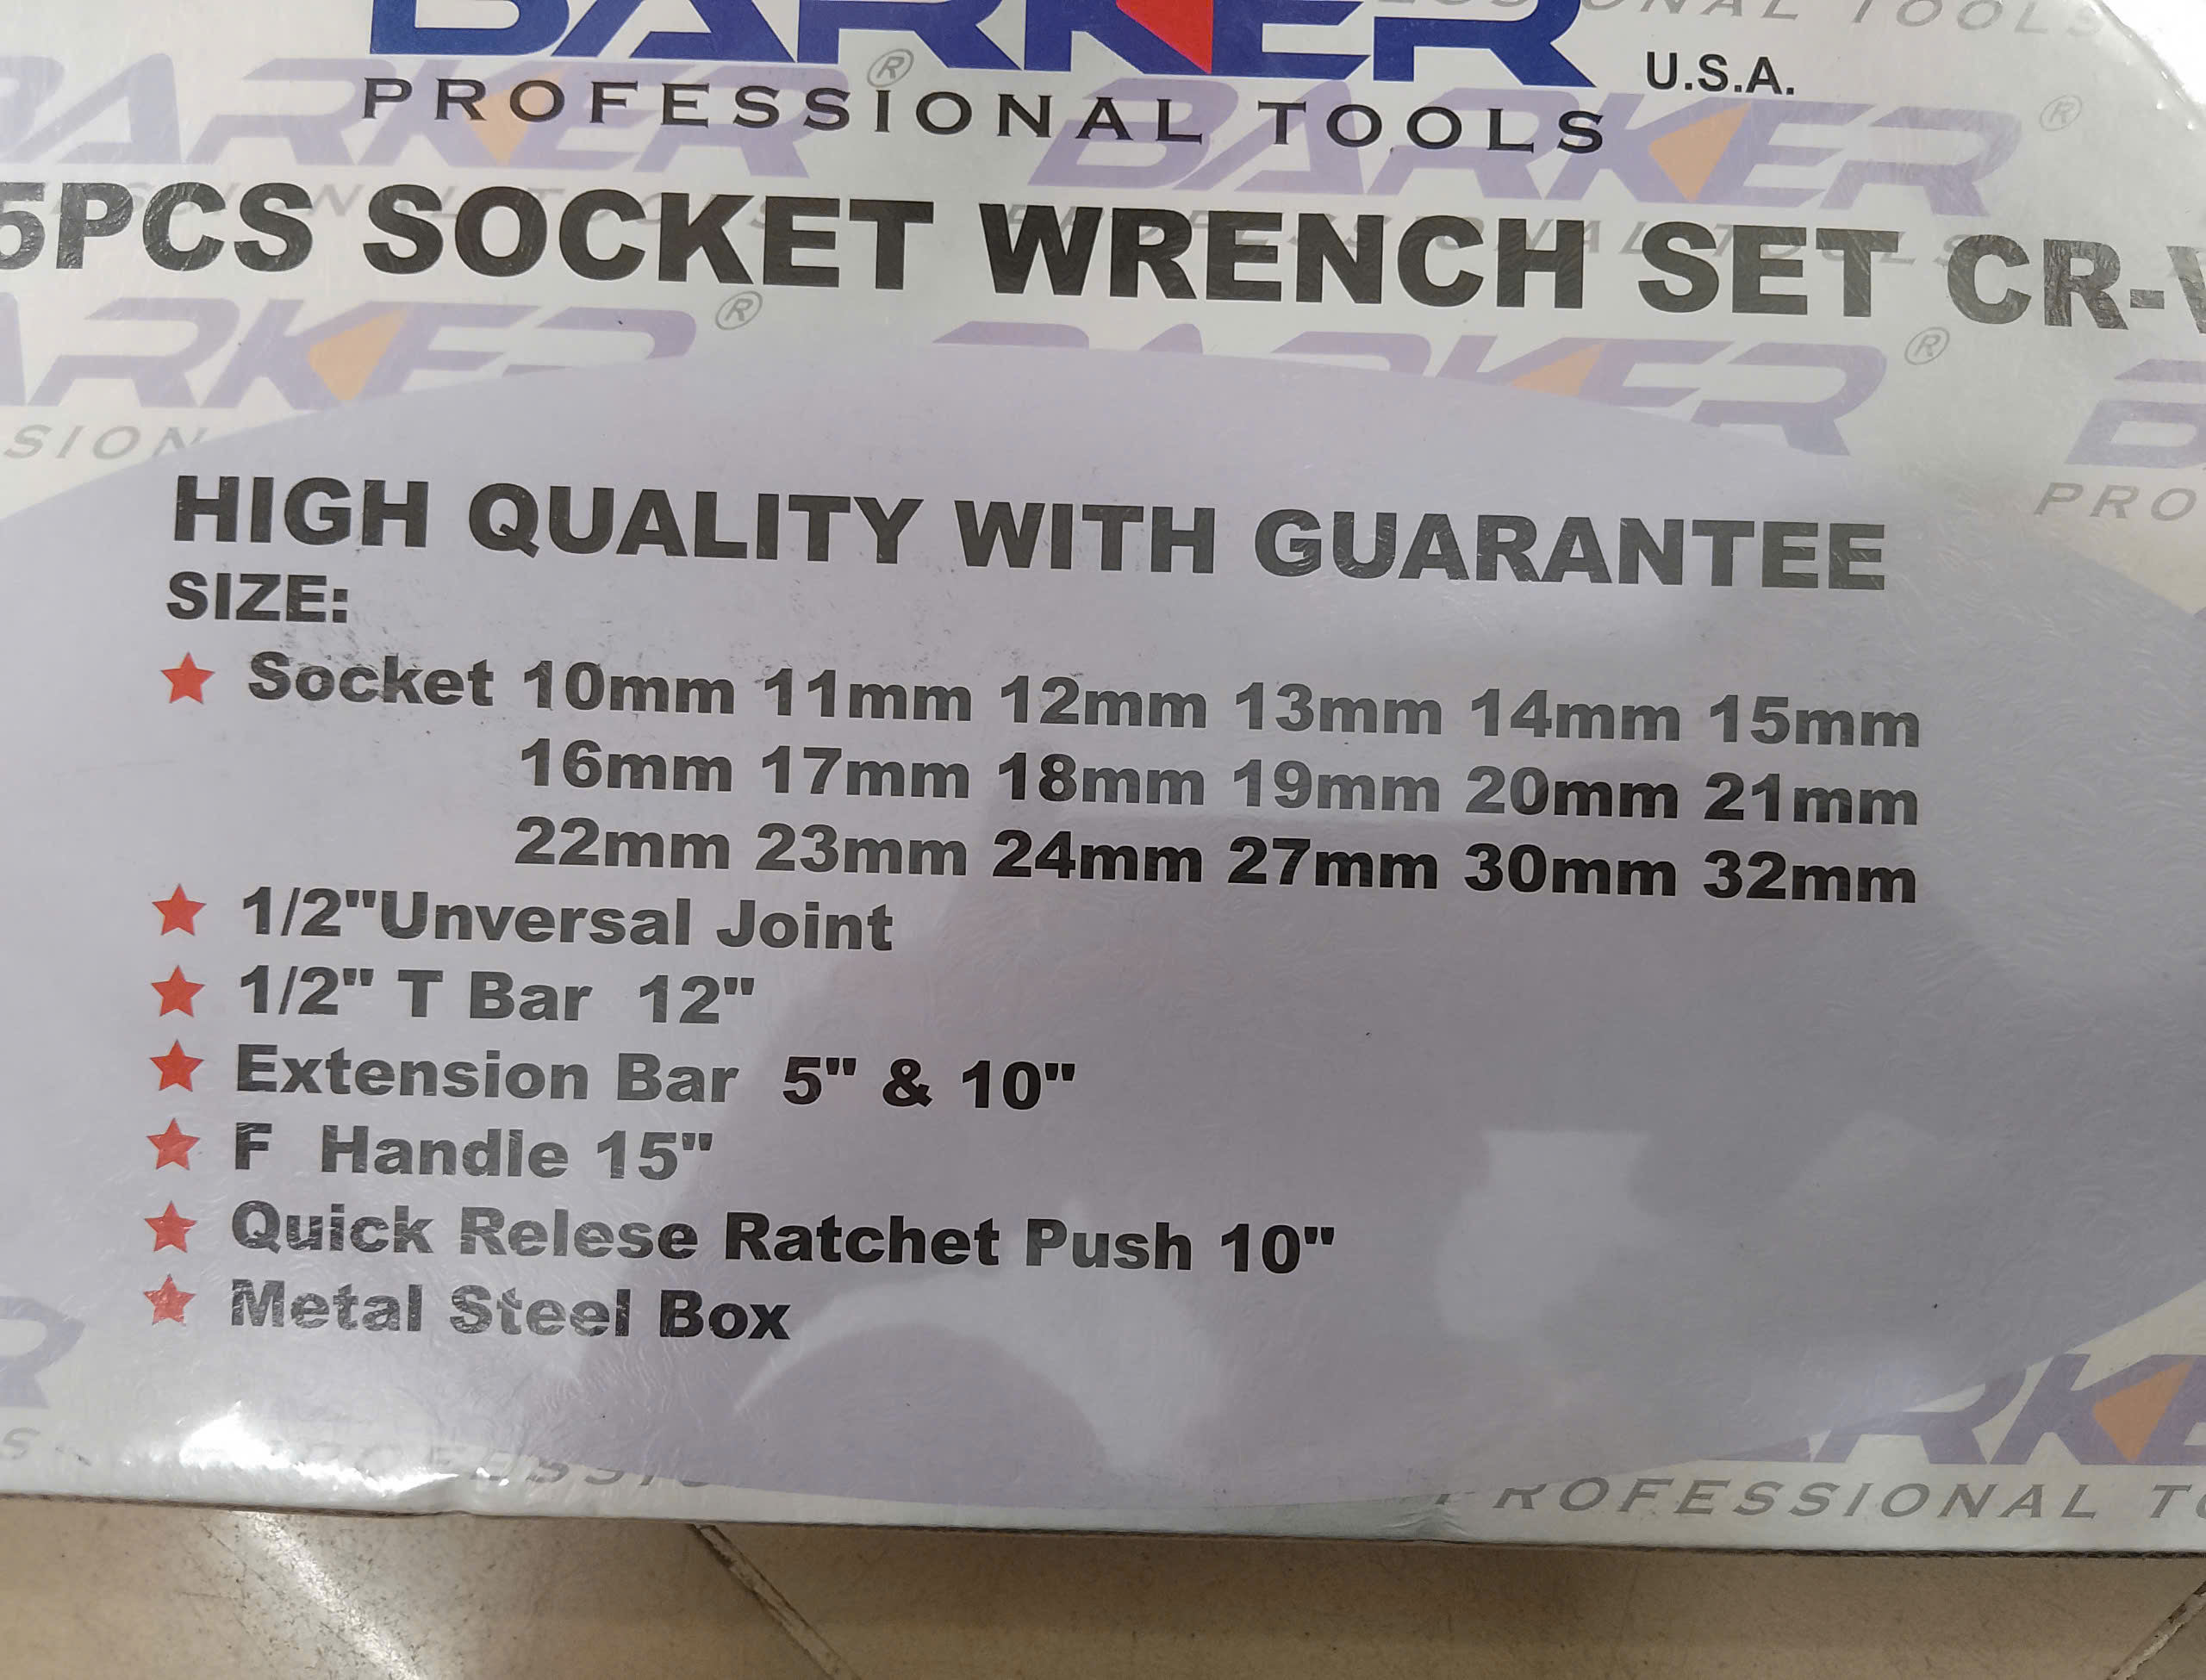 BARKER
PROFESSIONAL TOOLS U.S.A.
5PCS SOCKET WRENCH SET CR-V
HIGH QUALITY WITH GUARANTEE
SIZE:
★ Socket 10mm 11mm 12mm 13mm 14mm 15mm
16mm 17mm 18mm 19mm 20mm 21mm
22mm 23mm 24mm 27mm 30mm 32mm
★ 1/2"Unversal Joint
★ 1/2" T Bar 12"
★ Extension Bar 5" & 10"
★ F Handle 15"
★ Quick Relese Ratchet Push 10"
★ Metal Steel Box